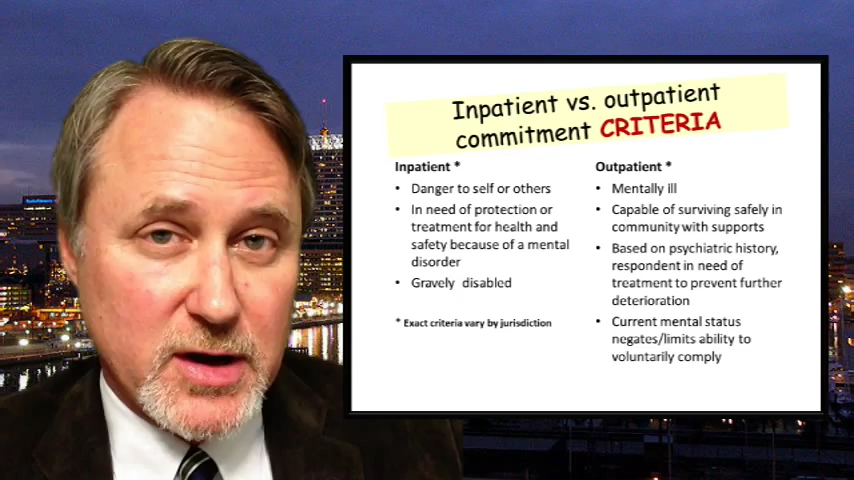 Inpatient vs. outpatient
commitment CRITERIA
Inpatient *
• Danger to self or others
• In need of protection or
treatment for health and
safety because of a mental
disorder
• Gravely disabled
* Exact criteria vary by jurisdiction
Outpatient *
• Mentally ill
• Capable of surviving safely in
community with supports
• Based on psychiatric history,
respondent in need of
treatment to prevent further
deterioration
• Current mental status
negates/limits ability to
voluntarily comply